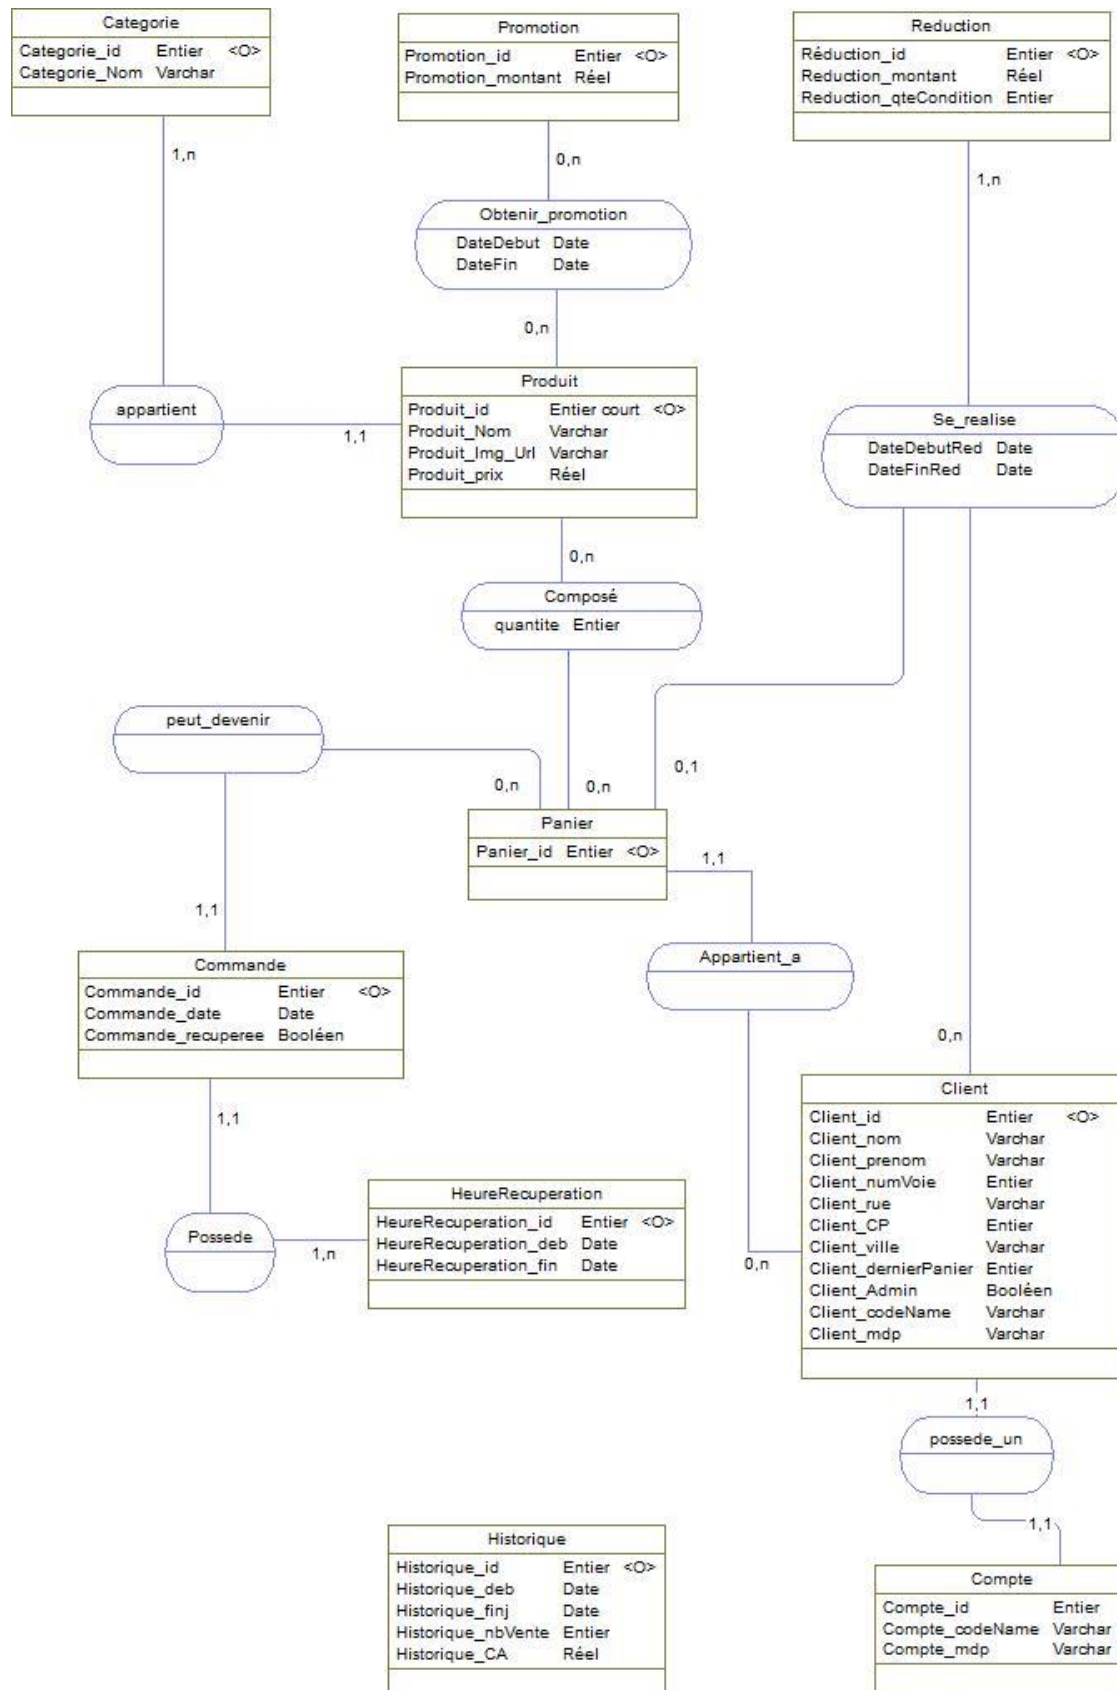 Categorie
Categorie_id Entier <O>
Categorie_Nom Varchar
Promotion
Promotion_id Entier <O>
Promotion_montant Réel
Reduction
Réduction_id Entier <O>
Reduction_montant Réel
Reduction_qteCondition Entier
1,n
0,n
1,n
Obtenir_promotion
DateDebut Date
DateFin Date
0,n
appartient
1,1
Produit
Produit_id Entier court <O>
Produit_Nom Varchar
Produit_Img_Url Varchar
Produit_prix Réel
Se_realise
DateDebutRed Date
DateFinRed Date
0,n
Composé
quantite Entier
peut_devenir
0,n
0,n
0,1
Panier
Panier_id Entier <O>
1,1
1,1
Appartient_a
Commande
Commande_id Entier <O>
Commande_date Date
Commande_recuperee Booléen
0,n
Client
Client_id Entier <O>
Client_nom Varchar
Client_prenom Varchar
Client_numVoie Entier
Client_rue Varchar
Client_CP Entier
Client_ville Varchar
Client_dernierPanier Entier
Client_Admin Booléen
Client_codeName Varchar
Client_mdp Varchar
1,1
Possede
1,n
HeureRecuperation
HeureRecuperation_id Entier <O>
HeureRecuperation_deb Date
HeureRecuperation_fin Date
0,n
1,1
possede_un
1,1
Historique
Historique_id Entier <O>
Historique_deb Date
Historique_finj Date
Historique_nbVente Entier
Historique_CA Réel
Compte
Compte_id Entier
Compte_codeName Varchar
Compte_mdp Varchar